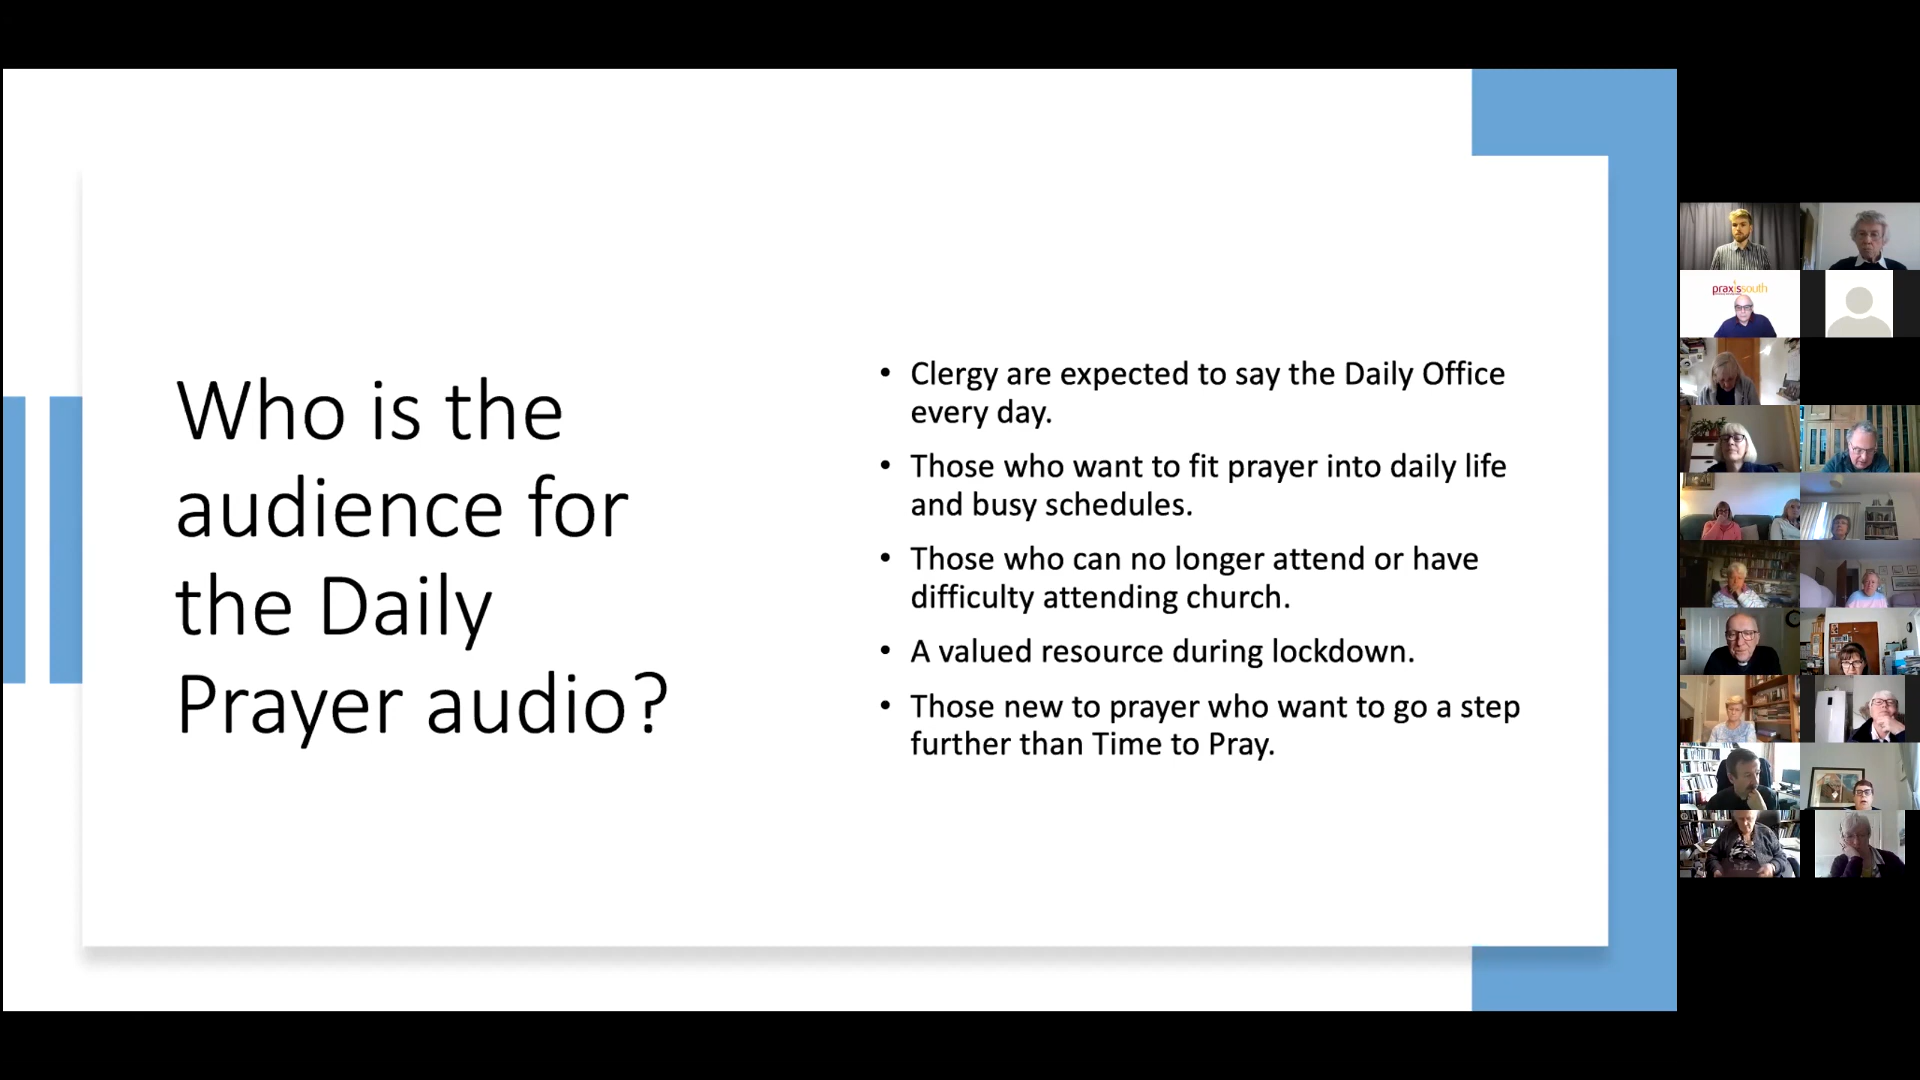 Who is the
audience for
the Daily
Prayer audio?
• Clergy are expected to say the Daily Office
every day.
• Those who want to fit prayer into daily life
and busy schedules.
• Those who can no longer attend or have
difficulty attending church.
• A valued resource during lockdown.
• Those new to prayer who want to go a step
further than Time to Pray.
praxissouth